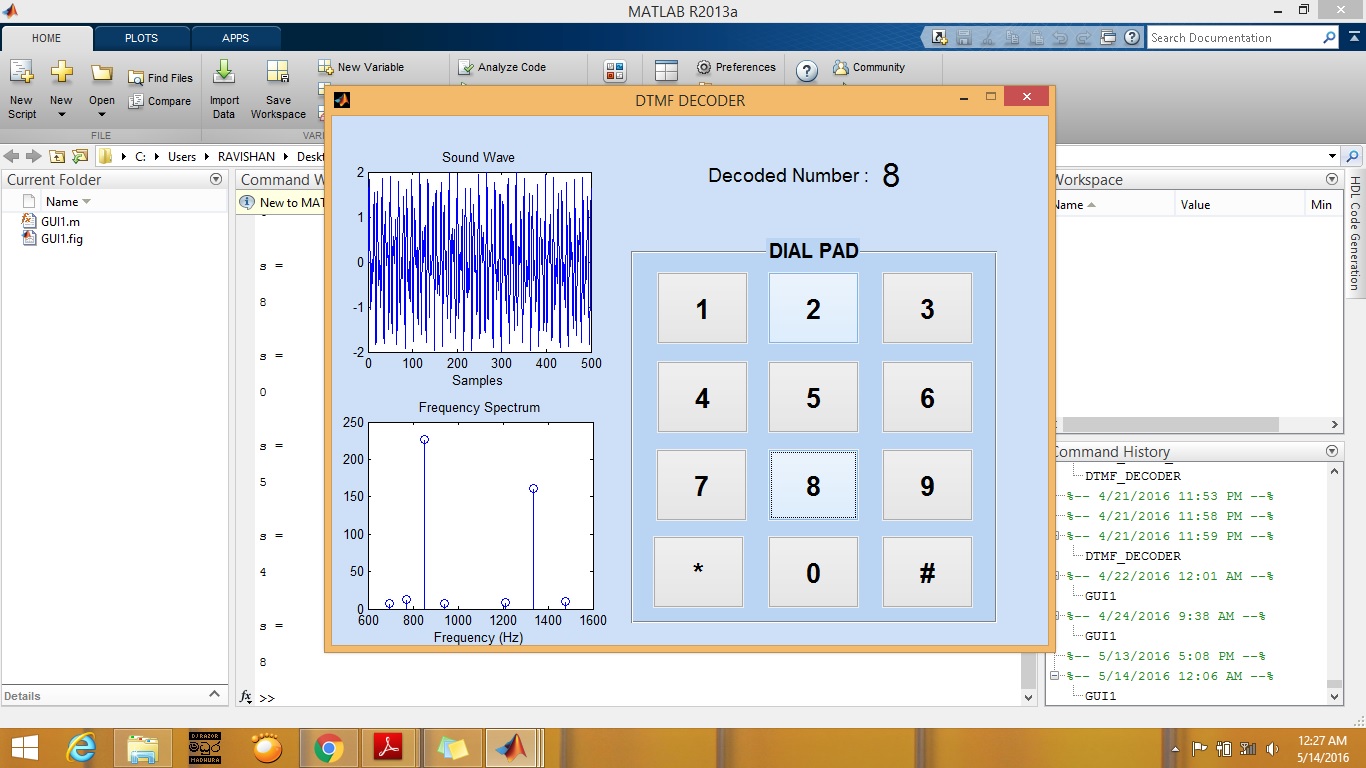 MATLAB R2013a
HOME PLOTS APPS
Search Documentation
New Script
New
Open
Find Files
Compare
Import Data
Save Workspace
New Variable
Analyze Code
Preferences
Community
FILE
VARI
C: Users RAVISHAN Deskt
Current Folder
Name
GUI1.m
GUI1.fig
Details
Command W
New to MAT
s =
8
s =
0
s =
5
s =
4
s =
8
fx >>
DTMF DECODER
Sound Wave
2
1
0
-1
-2
0 100 200 300 400 500
Samples
Frequency Spectrum
250
200
150
100
50
0
600 800 1000 1200 1400 1600
Frequency (Hz)
Decoded Number : 8
DIAL PAD
1 2 3
4 5 6
7 8 9
* 0 #
Workspace
Name Value Min
HDL Code Generation
Command History
DTMF_DECODER
%-- 4/21/2016 11:53 PM --%
%-- 4/21/2016 11:58 PM --%
%-- 4/21/2016 11:59 PM --%
DTMF_DECODER
%-- 4/22/2016 12:01 AM --%
GUI1
%-- 4/24/2016 9:38 AM --%
GUI1
%-- 5/13/2016 5:08 PM --%
%-- 5/14/2016 12:06 AM --%
GUI1
DJ RAZOR
MADHURA
12:27 AM
5/14/2016